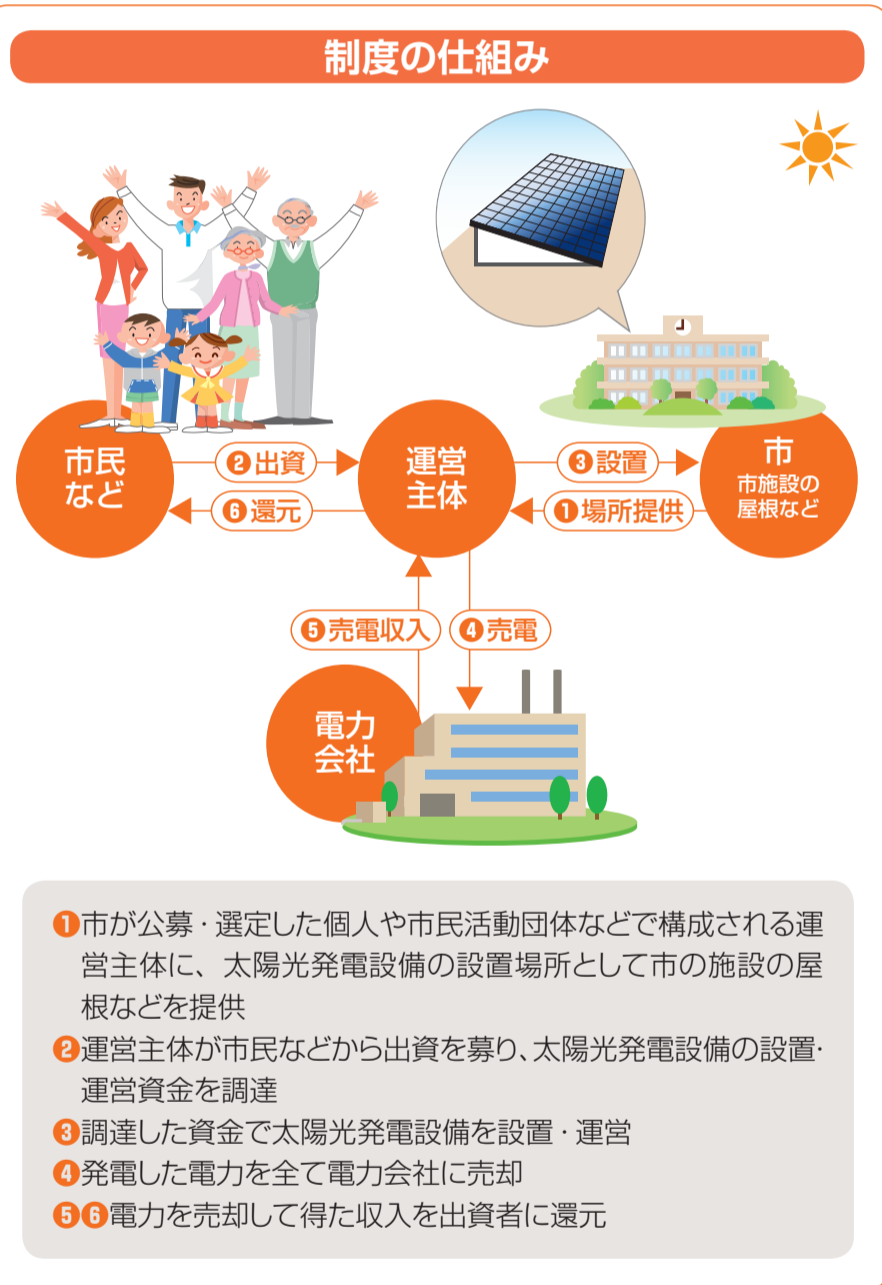 制度の仕組み
市民
など
❷出資
❻還元
運営
主体
❸設置
❶場所提供
市
市施設の
屋根など
❺売電収入
❹売電
電力
会社
❶市が公募・選定した個人や市民活動団体などで構成される運
営主体に、太陽光発電設備の設置場所として市の施設の屋
根などを提供
❷運営主体が市民などから出資を募り、太陽光発電設備の設置・
運営資金を調達
❸調達した資金で太陽光発電設備を設置・運営
❹発電した電力を全て電力会社に売却
❺❻電力を売却して得た収入を出資者に還元